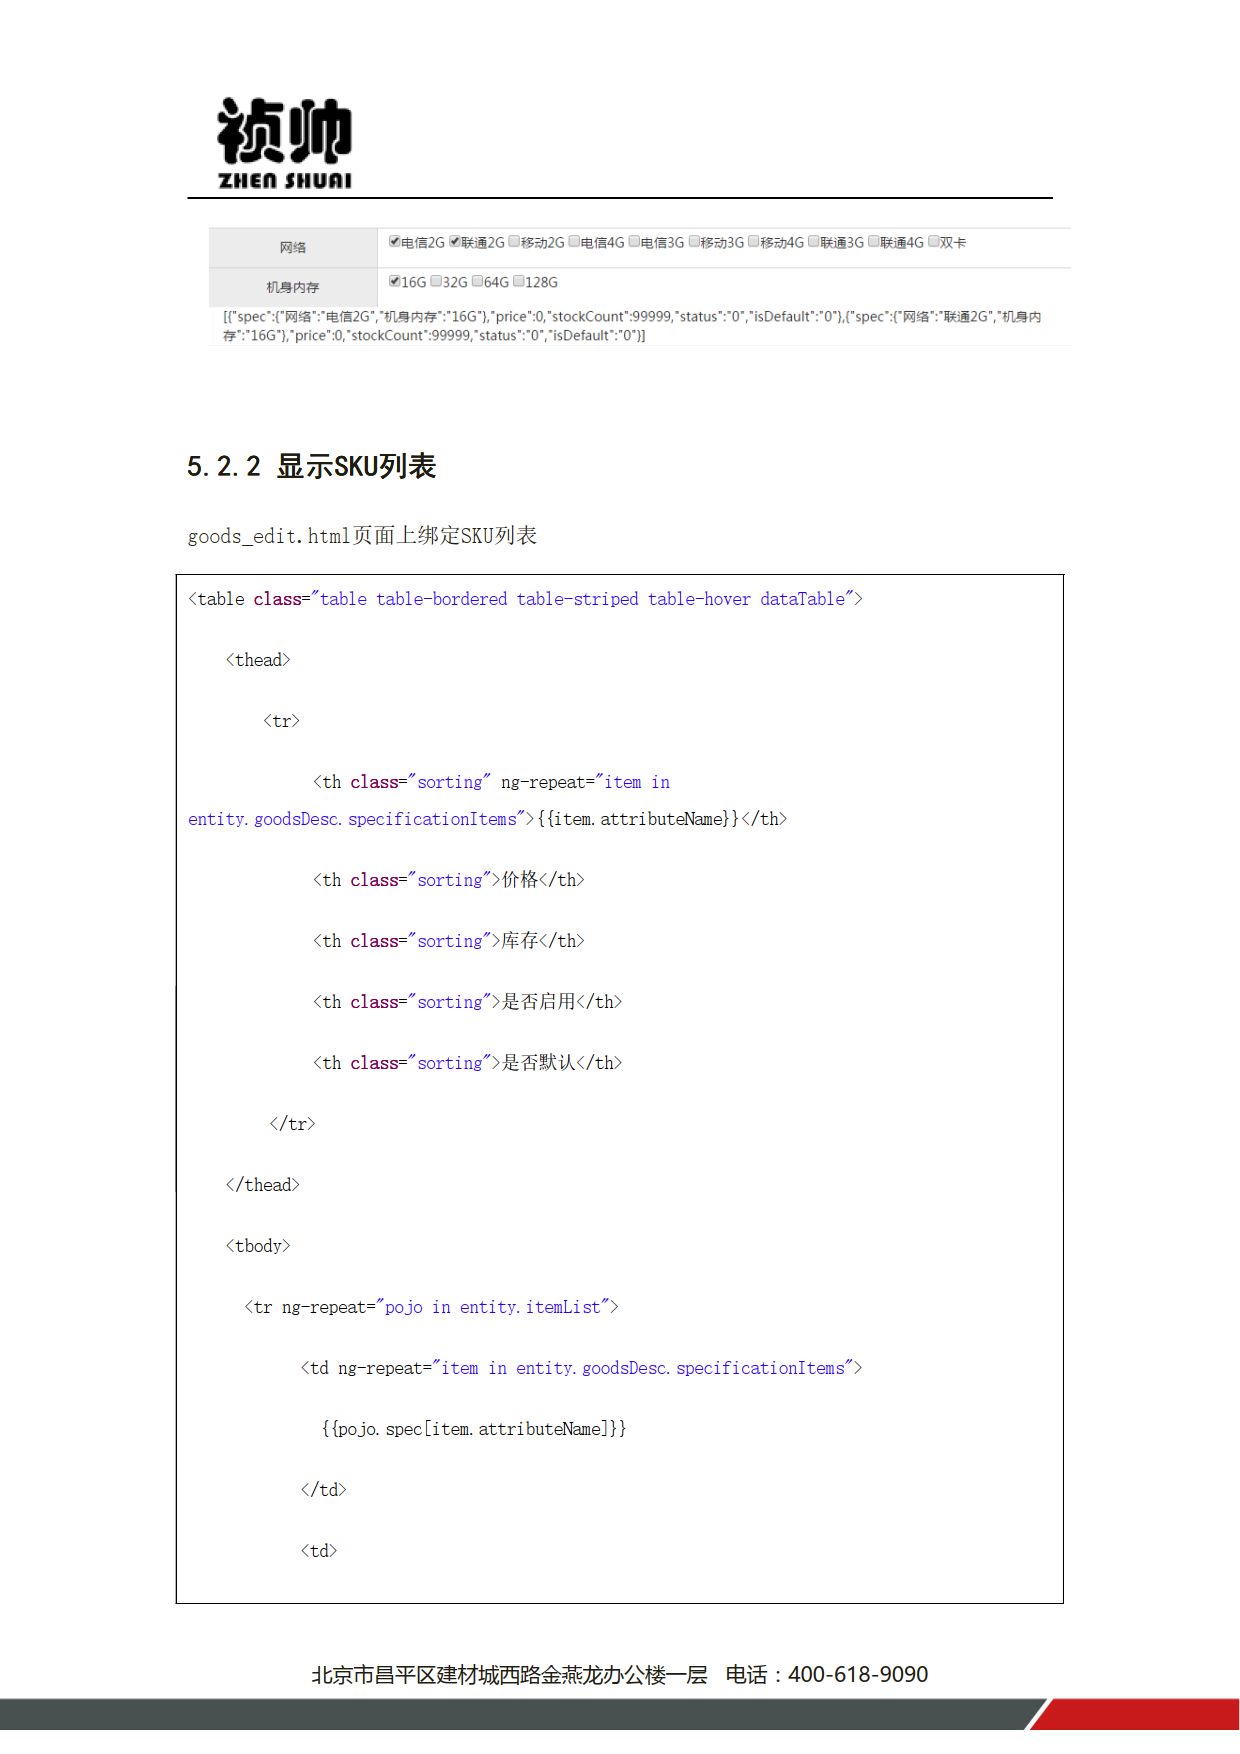 祯帅
ZHEN SHUAI
网络 电信2G 联通2G 移动2G 电信4G 电信3G 移动3G 移动4G 联通3G 联通4G 双卡
机身内存 16G 32G 64G 128G
[{"spec":{"网络":"电信2G","机身内存":"16G"},"price":0,"stockCount":99999,"status":"0","isDefault":"0"},{"spec":{"网络":"联通2G","机身内
存":"16G"},"price":0,"stockCount":99999,"status":"0","isDefault":"0"}]
5.2.2 显示SKU列表
goods_edit.html页面上绑定SKU列表
<table class="table table-bordered table-striped table-hover dataTable">
<thead>
<tr>
<th class="sorting" ng-repeat="item in
entity.goodsDesc.specificationItems">{{item.attributeName}}</th>
<th class="sorting">价格</th>
<th class="sorting">库存</th>
<th class="sorting">是否启用</th>
<th class="sorting">是否默认</th>
</tr>
</thead>
<tbody>
<tr ng-repeat="pojo in entity.itemList">
<td ng-repeat="item in entity.goodsDesc.specificationItems">
{{pojo.spec[item.attributeName]}}
</td>
<td>
北京市昌平区建材城西路金燕龙办公楼一层 电话：400-618-9090